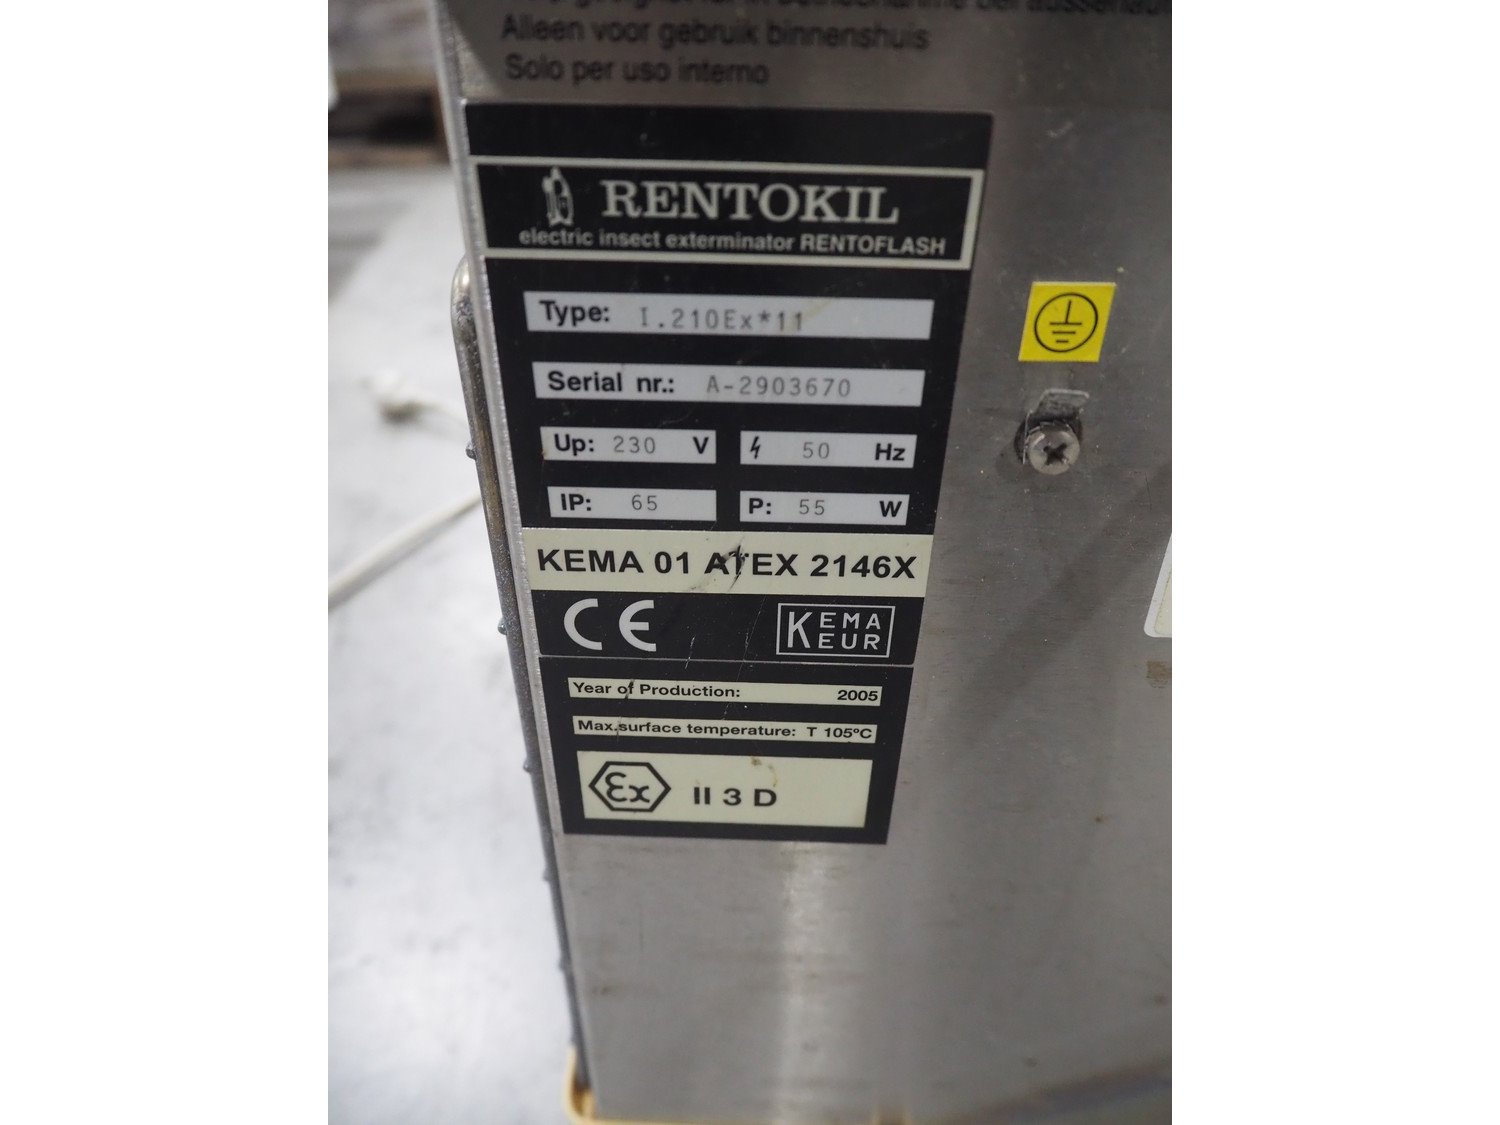 Alleen voor gebruik binnenshuis
Solo per uso interno
RENTOKIL
electric insect exterminator RENTOFLASH
Type: I.210Ex*11
Serial nr.: A-2903670
Up: 230 V 50 Hz
IP: 65 P: 55 W
KEMA 01 ATEX 2146X
CE KEMA
KEUR
Year of Production: 2005
Max.surface temperature: T 105°C
Ex II 3 D